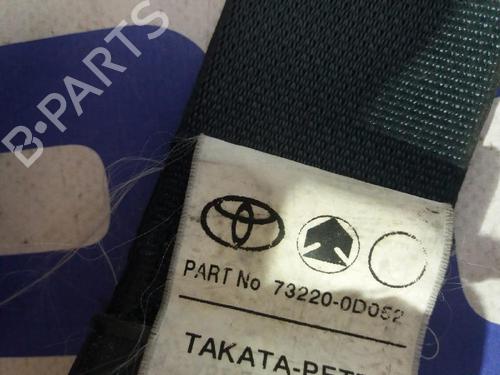 B·PARTS
PART No 73220-0D052
TAKATA-PET